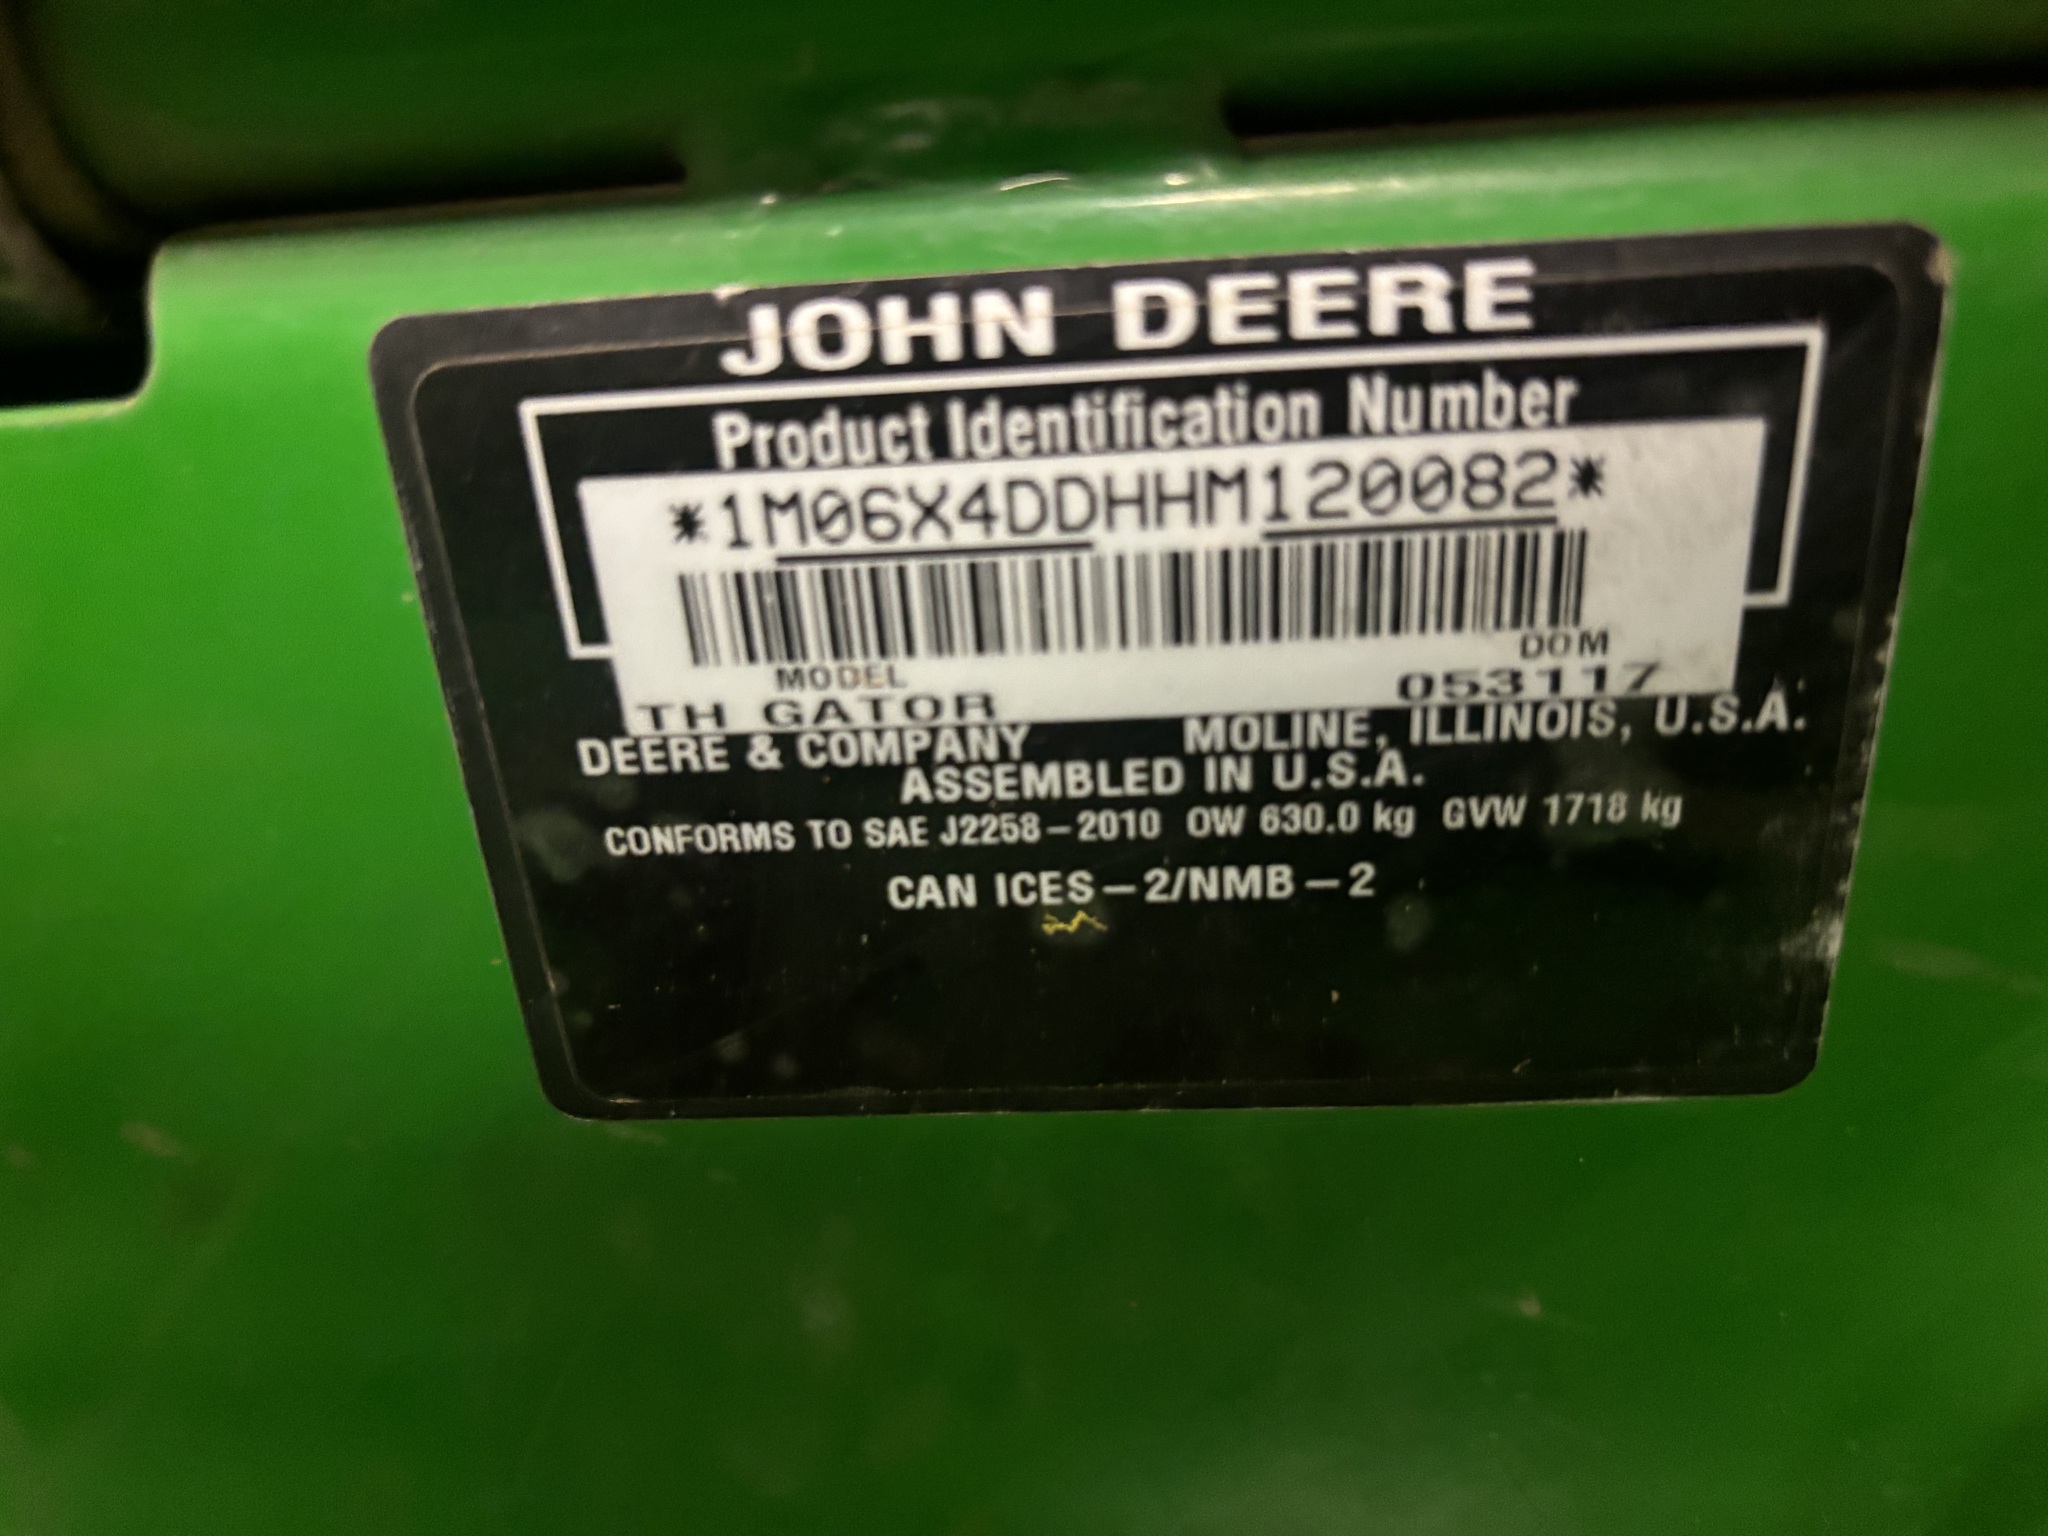 JOHN DEERE
Product Identification Number
*1M06X4DDHHM120082*
MODEL DOM
TH GATOR 053117
DEERE & COMPANY MOLINE, ILLINOIS, U.S.A.
ASSEMBLED IN U.S.A.
CONFORMS TO SAE J2258-2010 OW 630.0 kg GVW 1718 kg
CAN ICES-2/NMB-2